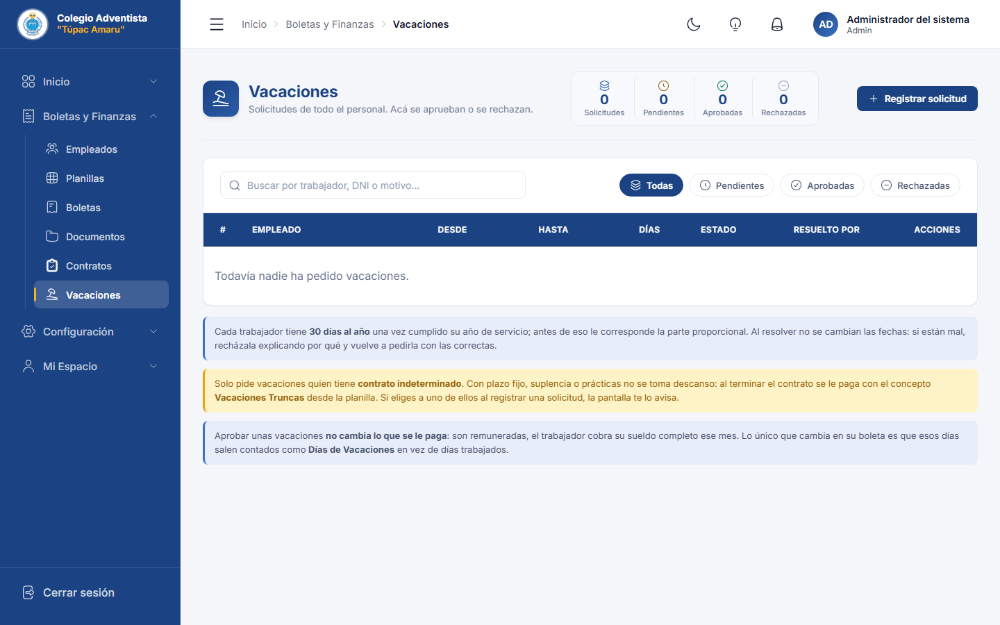 Colegio Adventista
"Túpac Amaru"
Inicio
Boletas y Finanzas
Empleados
Planillas
Boletas
Documentos
Contratos
Vacaciones
Configuración
Mi Espacio
Cerrar sesión
Inicio > Boletas y Finanzas > Vacaciones
AD
Administrador del sistema
Admin
Vacaciones
Solicitudes de todo el personal. Acá se aprueban o se rechazan.
0 Solicitudes
0 Pendientes
0 Aprobadas
0 Rechazadas
+ Registrar solicitud
Buscar por trabajador, DNI o motivo...
Todas Pendientes Aprobadas Rechazadas
# EMPLEADO DESDE HASTA DÍAS ESTADO RESUELTO POR ACCIONES
Todavía nadie ha pedido vacaciones.
Cada trabajador tiene 30 días al año una vez cumplido su año de servicio; antes de eso le corresponde la parte proporcional. Al resolver no se cambian las fechas: si están mal,
recházala explicando por qué y vuelve a pedirla con las correctas.
Solo pide vacaciones quien tiene contrato indeterminado. Con plazo fijo, suplencia o prácticas no se toma descanso: al terminar el contrato se le paga con el concepto
Vacaciones Truncas desde la planilla. Si eliges a uno de ellos al registrar una solicitud, la pantalla te lo avisa.
Aprobar unas vacaciones no cambia lo que se le paga: son remuneradas, el trabajador cobra su sueldo completo ese mes. Lo único que cambia en su boleta es que esos días
salen contados como Días de Vacaciones en vez de días trabajados.